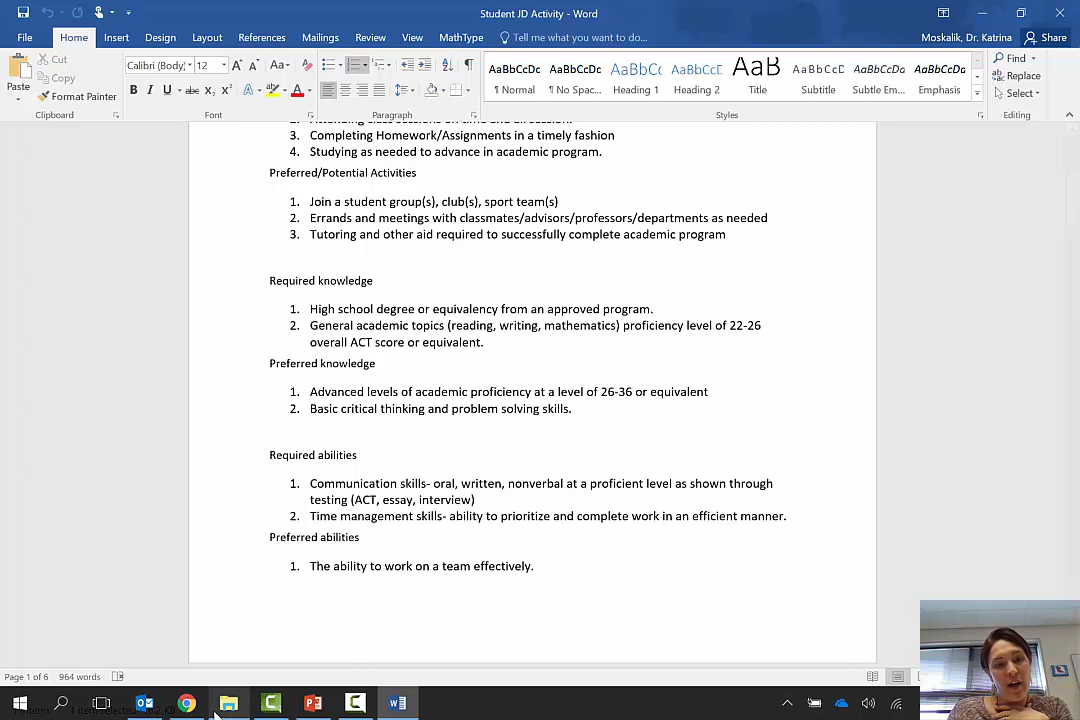 Student JD Activity - Word
File Home Insert Design Layout References Mailings Review View MathType Tell me what you want to do... Moskalik, Dr. Katrina Share
Cut
Copy
Format Painter
Paste
Clipboard
Calibri (Body) 12
Font
Paragraph
AaBbCcDc AaBbCcDc AaBbCc AaBbCcD AaB AaBbCcD AaBbCcDa AaBbCcDa
¶ Normal ¶ No Spac... Heading 1 Heading 2 Title Subtitle Subtle Em... Emphasis
Styles
Find
Replace
Select
Editing
3. Completing Homework/Assignments in a timely fashion
4. Studying as needed to advance in academic program.
Preferred/Potential Activities
1. Join a student group(s), club(s), sport team(s)
2. Errands and meetings with classmates/advisors/professors/departments as needed
3. Tutoring and other aid required to successfully complete academic program
Required knowledge
1. High school degree or equivalency from an approved program.
2. General academic topics (reading, writing, mathematics) proficiency level of 22-26
overall ACT score or equivalent.
Preferred knowledge
1. Advanced levels of academic proficiency at a level of 26-36 or equivalent
2. Basic critical thinking and problem solving skills.
Required abilities
1. Communication skills- oral, written, nonverbal at a proficient level as shown through
testing (ACT, essay, interview)
2. Time management skills- ability to prioritize and complete work in an efficient manner.
Preferred abilities
1. The ability to work on a team effectively.
Page 1 of 6 964 words